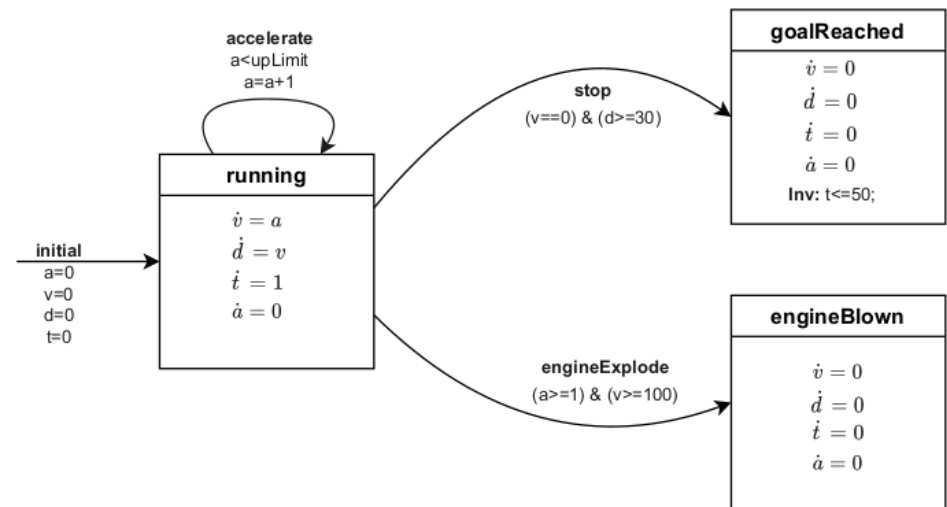 accelerate
a<upLimit
a=a+1
running
v̇ = a
ḋ = v
ṫ = 1
ȧ = 0
initial
a=0
v=0
d=0
t=0
stop
(v==0) & (d>=30)
goalReached
v̇ = 0
ḋ = 0
ṫ = 0
ȧ = 0
Inv: t<=50;
engineExplode
(a>=1) & (v>=100)
engineBlown
v̇ = 0
ḋ = 0
ṫ = 0
ȧ = 0